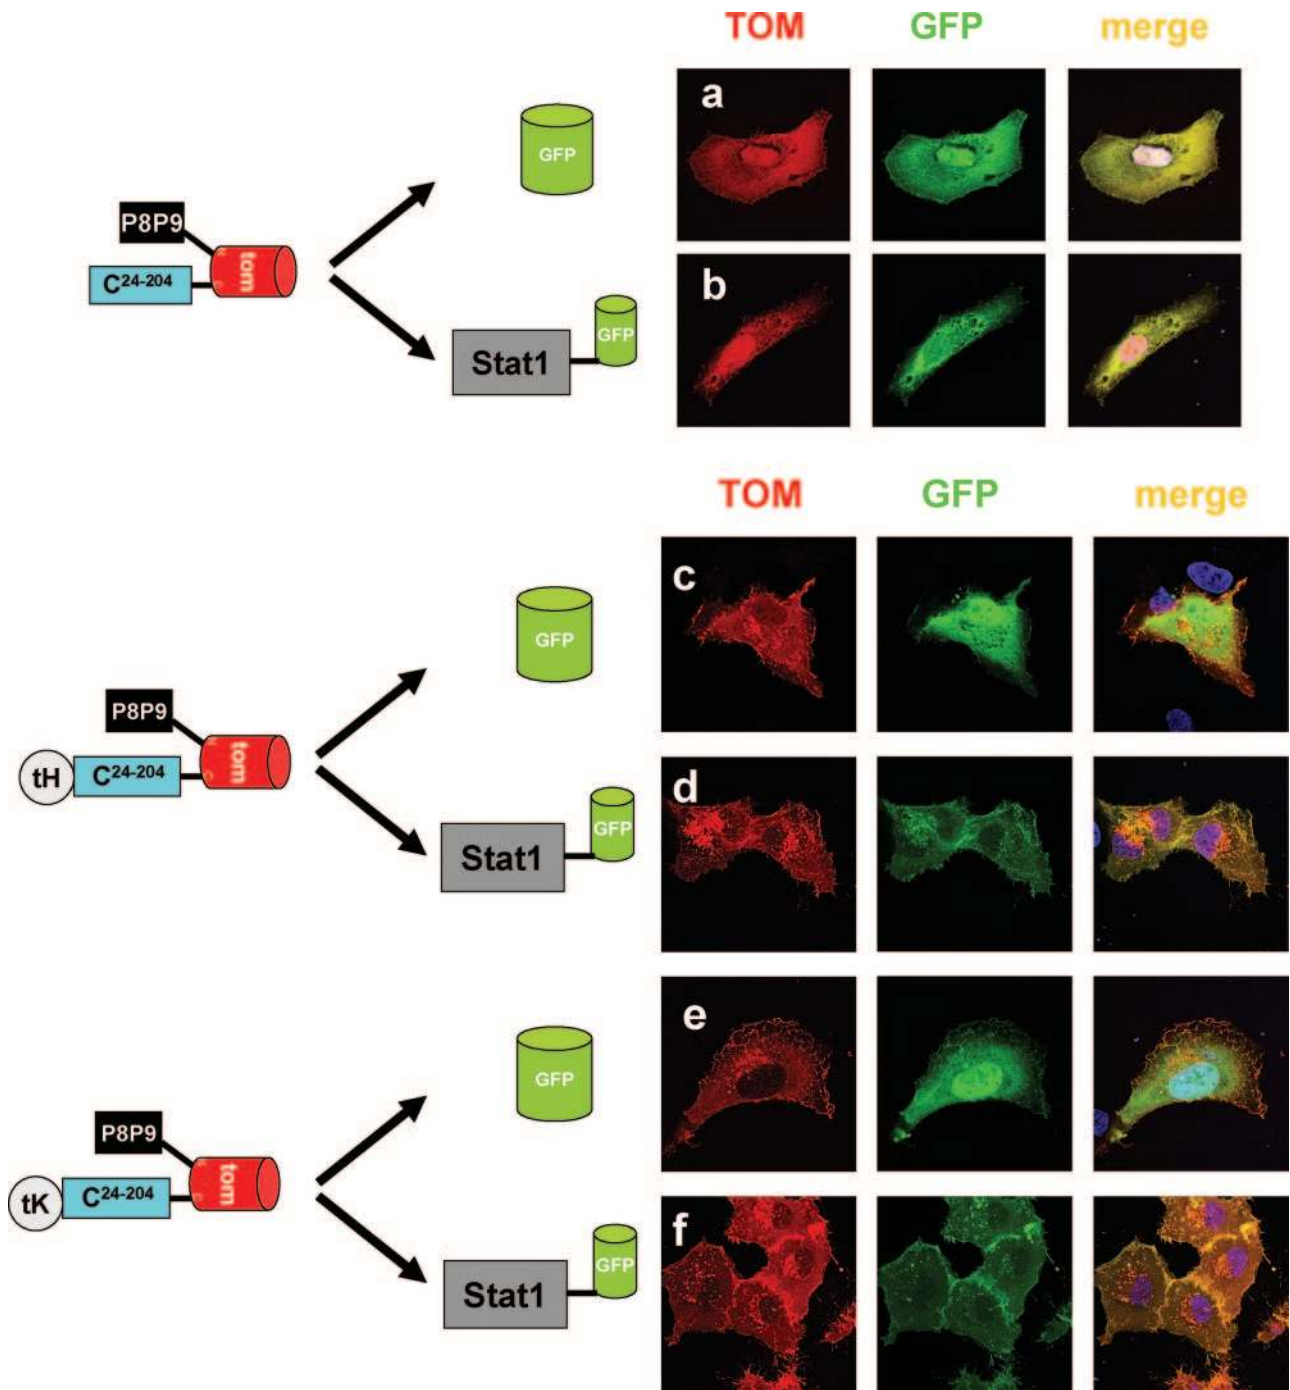 TOM GFP merge
a
GFP
P8P9
tom
C24-204
b
GFP
Stat1
TOM GFP merge
c
GFP
P8P9
tom
tH C24-204
d
GFP
Stat1
e
GFP
P8P9
tom
tK C24-204
f
GFP
Stat1